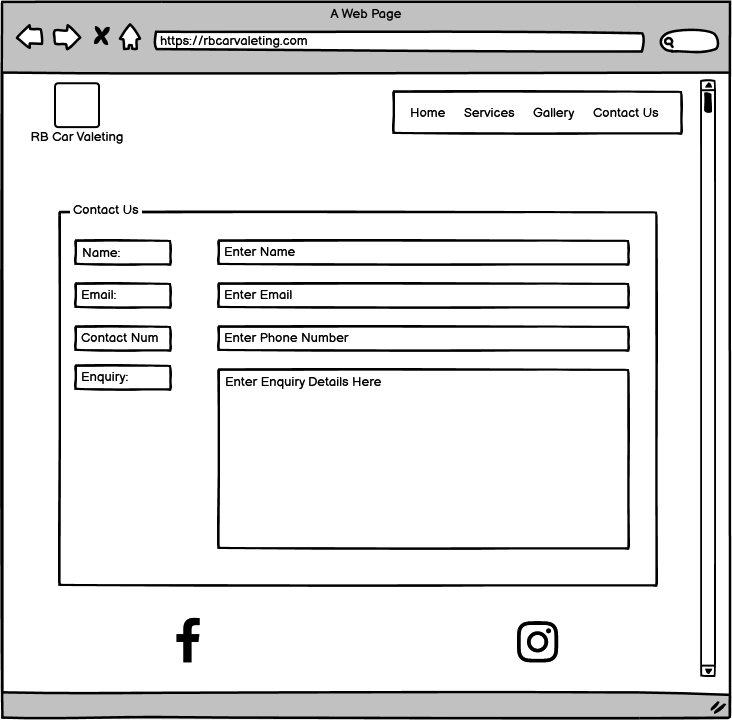 A Web Page
https://rbcarvaleting.com
RB Car Valeting
Home Services Gallery Contact Us
Contact Us
Name: Enter Name
Email: Enter Email
Contact Num Enter Phone Number
Enquiry: Enter Enquiry Details Here